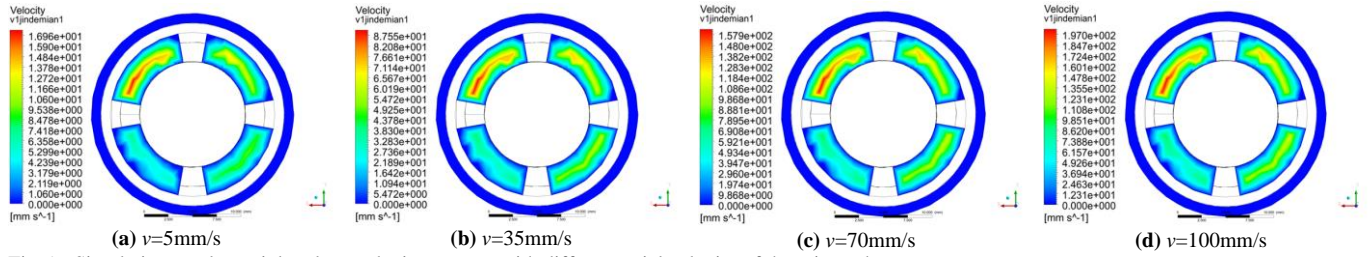 Velocity
v1jindemian1
1.696e+001
1.590e+001
1.484e+001
1.378e+001
1.272e+001
1.166e+001
1.060e+001
9.538e+000
8.478e+000
7.418e+000
6.358e+000
5.299e+000
4.239e+000
3.179e+000
2.119e+000
1.060e+000
0.000e+000
[mm s^-1]
(a) v=5mm/s
Velocity
v1jindemian1
8.755e+001
8.208e+001
7.661e+001
7.114e+001
6.567e+001
6.019e+001
5.472e+001
4.925e+001
4.378e+001
3.830e+001
3.283e+001
2.736e+001
2.189e+001
1.642e+001
1.094e+001
5.472e+000
0.000e+000
[mm s^-1]
(b) v=35mm/s
Velocity
v1jindemian1
1.579e+002
1.480e+002
1.382e+002
1.283e+002
1.184e+002
1.086e+002
9.868e+001
8.881e+001
7.895e+001
6.908e+001
5.921e+001
4.934e+001
3.947e+001
2.960e+001
1.974e+001
9.868e+000
0.000e+000
[mm s^-1]
(c) v=70mm/s
Velocity
v1jindemian1
1.970e+002
1.847e+002
1.724e+002
1.601e+002
1.478e+002
1.355e+002
1.231e+002
1.108e+002
9.851e+001
8.620e+001
7.388e+001
6.157e+001
4.926e+001
3.694e+001
2.463e+001
1.231e+001
0.000e+000
[mm s^-1]
(d) v=100mm/s